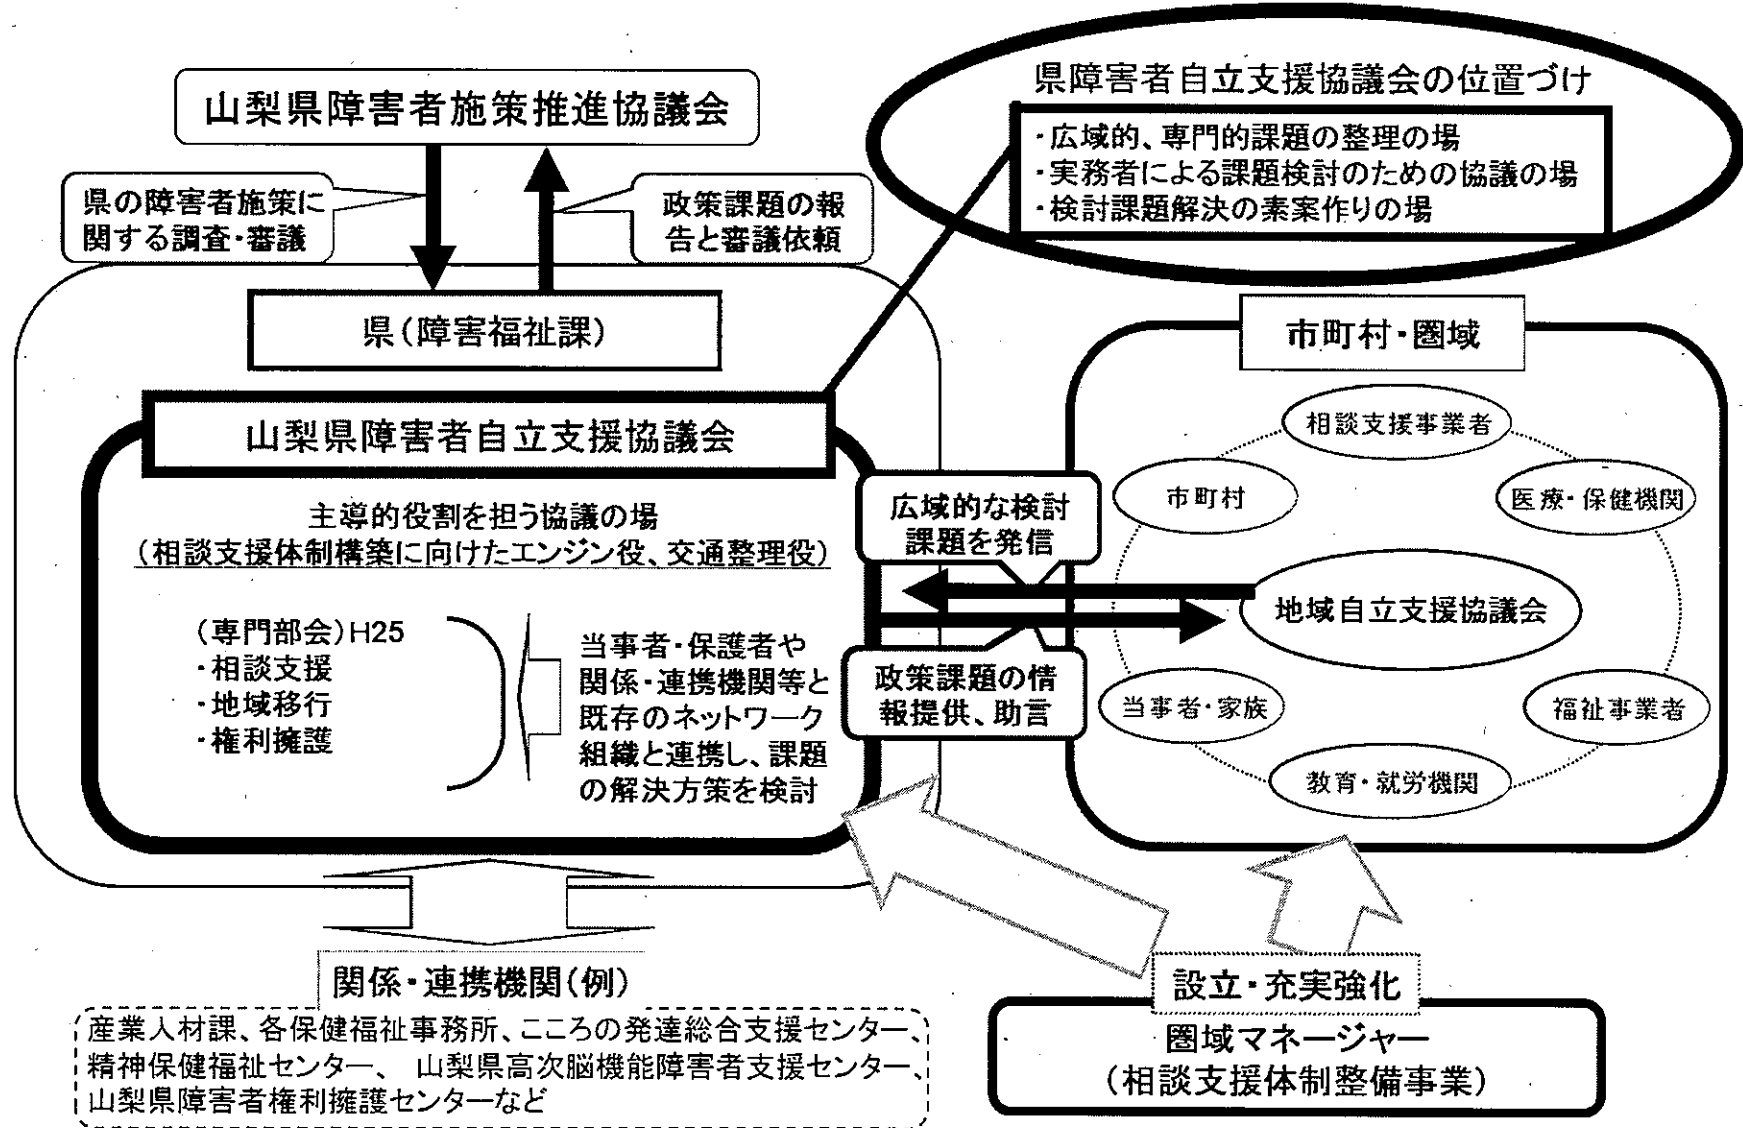 県障害者自立支援協議会の位置づけ
・広域的、専門的課題の整理の場
・実務者による課題検討のための協議の場
・検討課題解決の素案作りの場
山梨県障害者施策推進協議会
県の障害者施策に
関する調査・審議
政策課題の報
告と審議依頼
県(障害福祉課)
山梨県障害者自立支援協議会
主導的役割を担う協議の場
(相談支援体制構築に向けたエンジン役、交通整理役)
(専門部会)H25
・相談支援
・地域移行
・権利擁護
当事者・保護者や
関係・連携機関等と
既存のネットワーク
組織と連携し、課題
の解決方策を検討
広域的な検討
課題を発信
政策課題の情
報提供、助言
市町村・圏域
相談支援事業者
市町村
医療・保健機関
地域自立支援協議会
当事者・家族
福祉事業者
教育・就労機関
関係・連携機関(例)
産業人材課、各保健福祉事務所、こころの発達総合支援センター、
精神保健福祉センター、 山梨県高次脳機能障害者支援センター、
山梨県障害者権利擁護センターなど
設立・充実強化
圏域マネージャー
(相談支援体制整備事業)